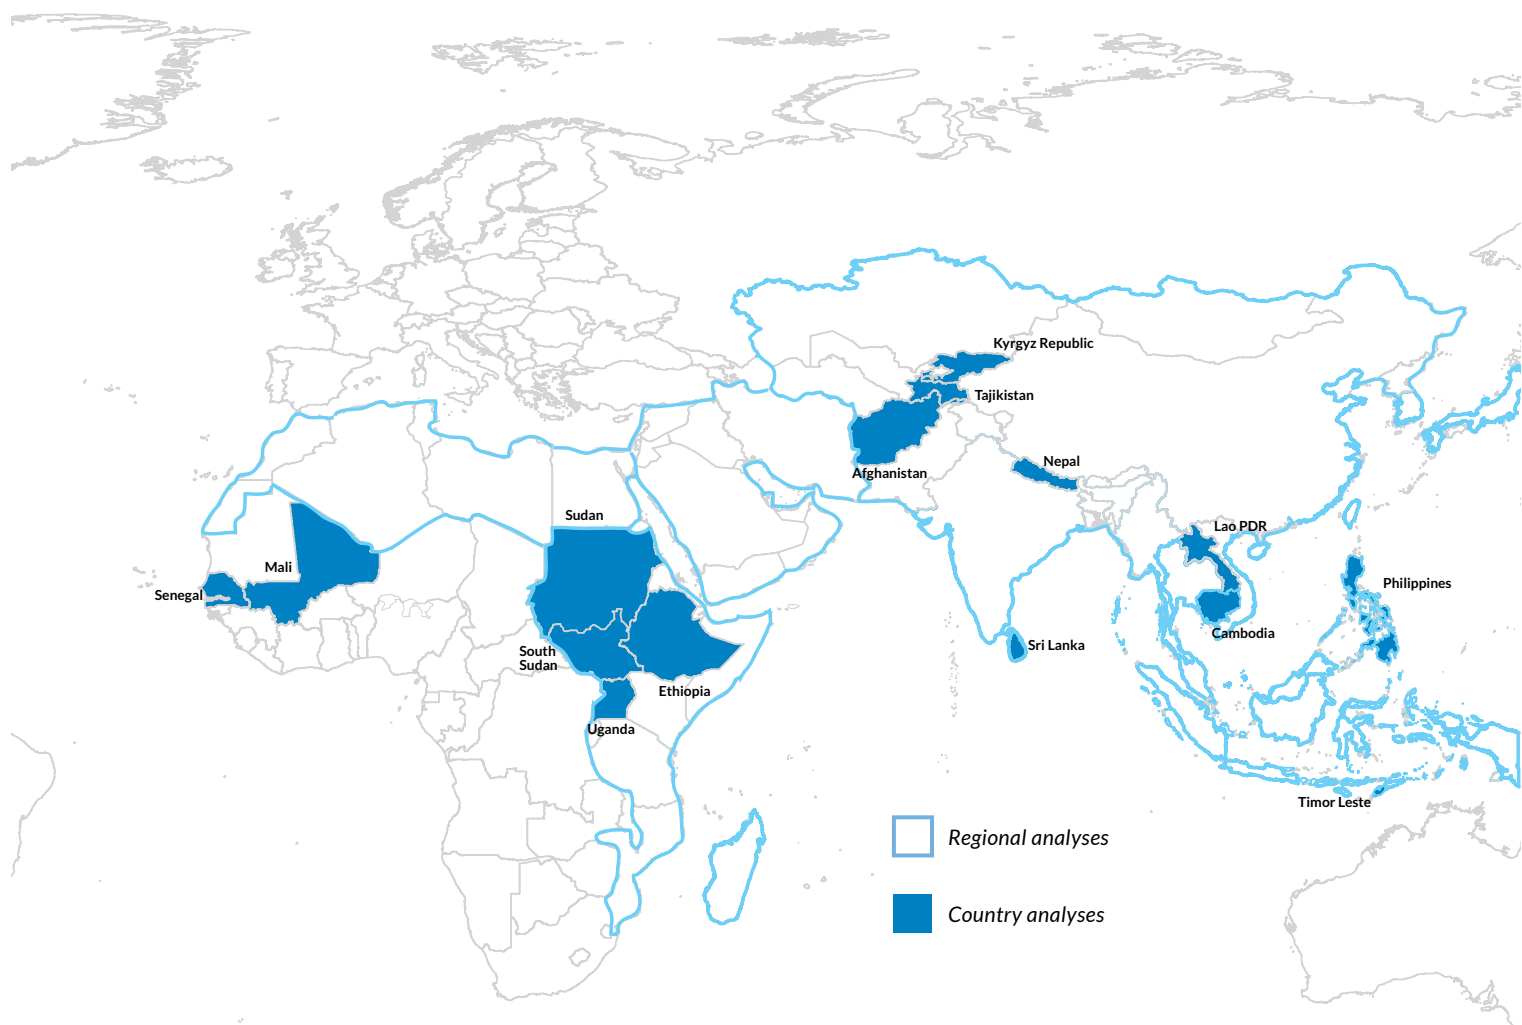 Kyrgyz Republic
Tajikistan
Nepal
Afghanistan
Sudan
Lao PDR
Mali
Senegal
Philippines
Cambodia
Sri Lanka
South
Sudan
Ethiopia
Uganda
Timor Leste
Regional analyses
Country analyses